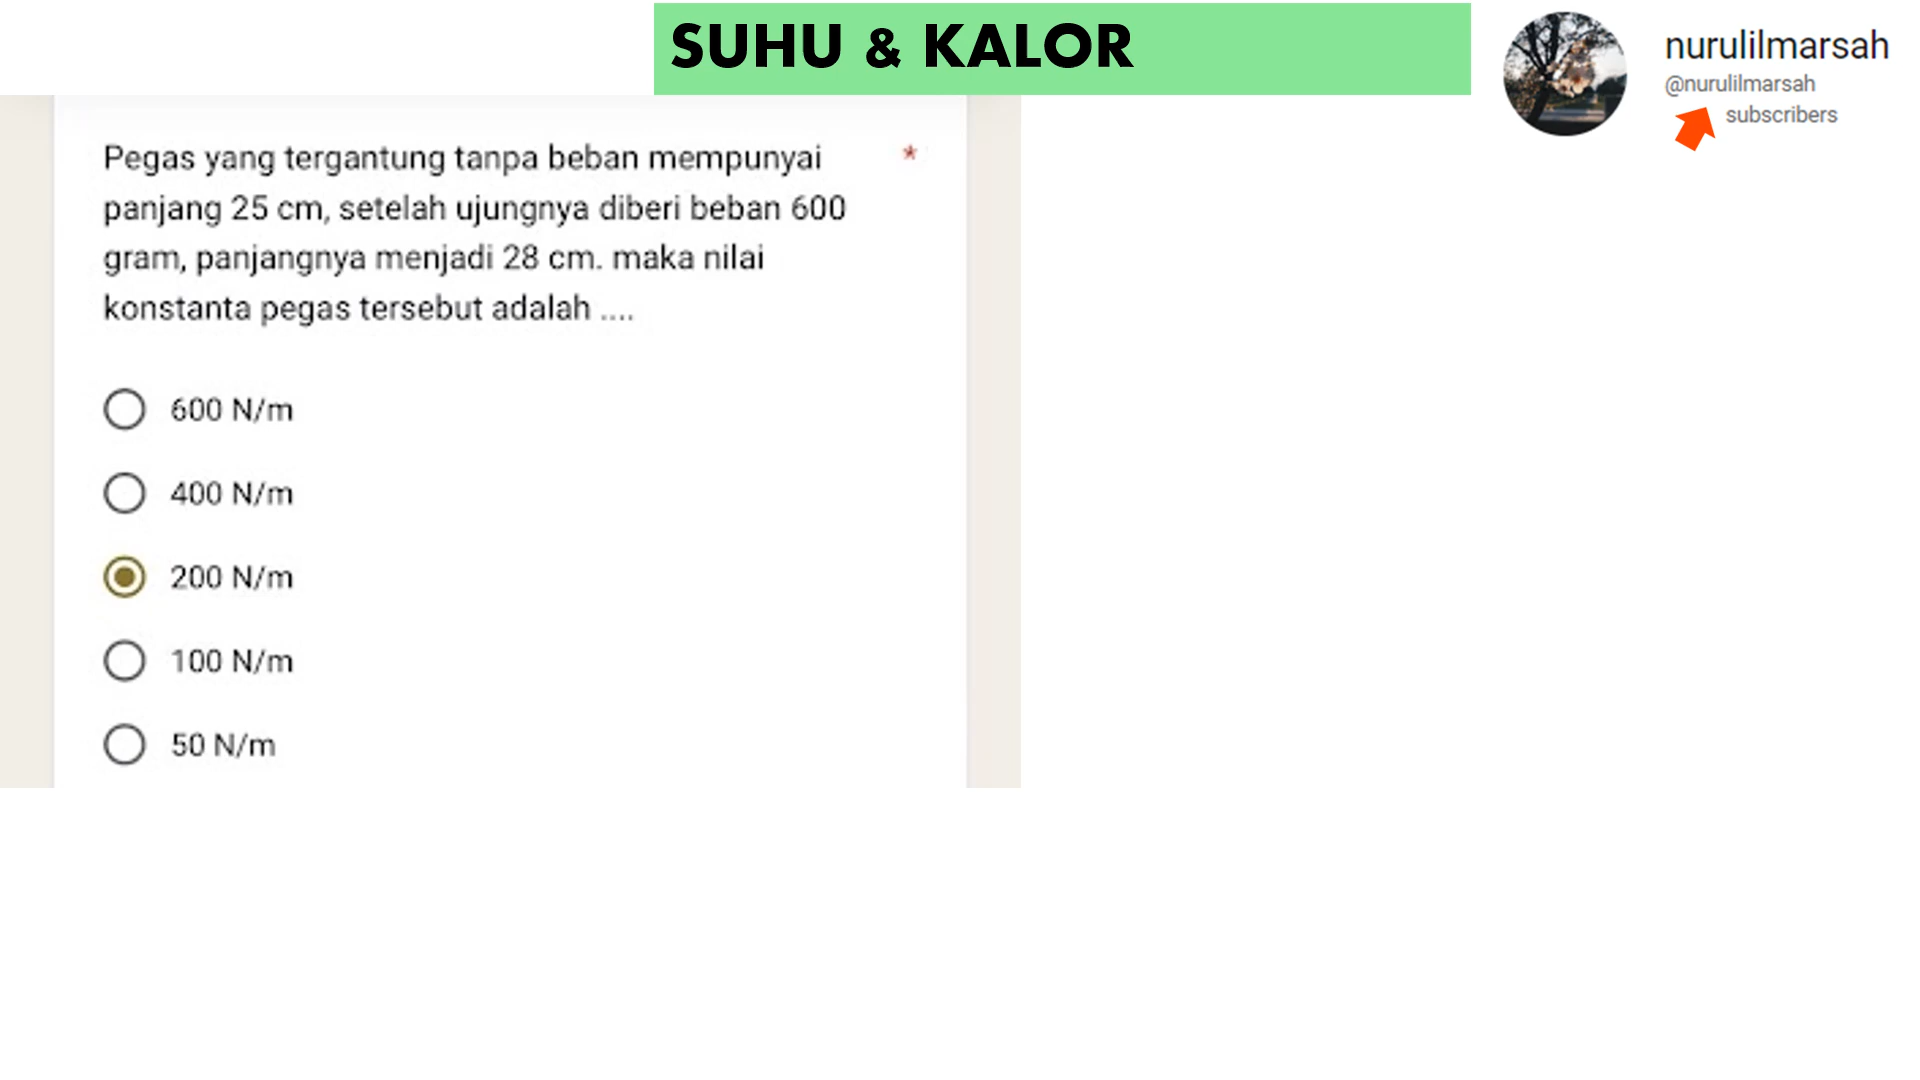 SUHU & KALOR
nurulilmarsah
@nurulilmarsah
subscribers
Pegas yang tergantung tanpa beban mempunyai *
panjang 25 cm, setelah ujungnya diberi beban 600
gram, panjangnya menjadi 28 cm. maka nilai
konstanta pegas tersebut adalah ....
600 N/m
400 N/m
200 N/m
100 N/m
50 N/m